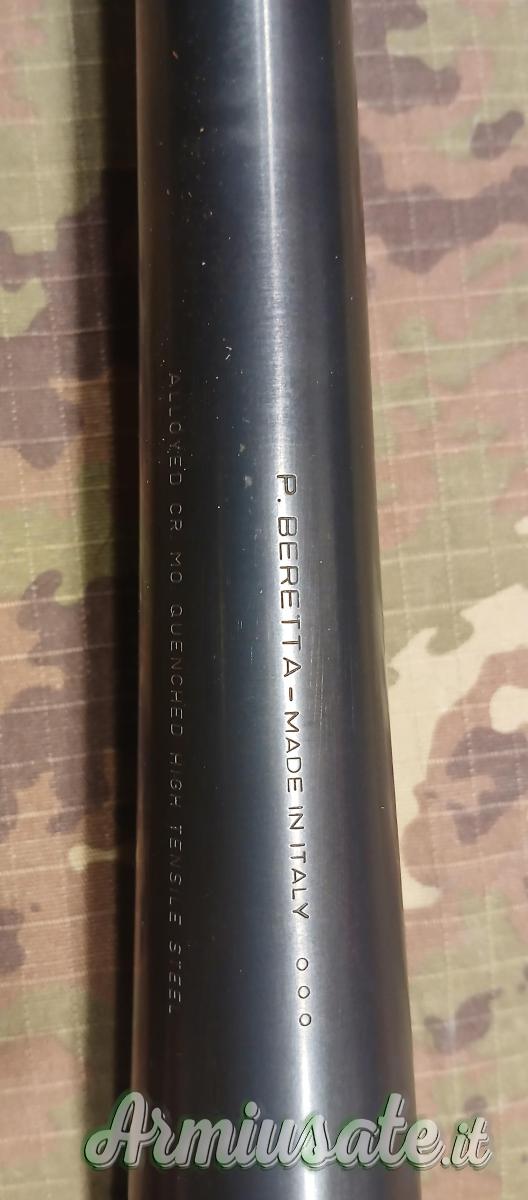 ALLOYED CR. MO QUENCHED HIGH TENSILE STEEL
P. BERETTA - MADE IN ITALY o o o
Armiusate.it